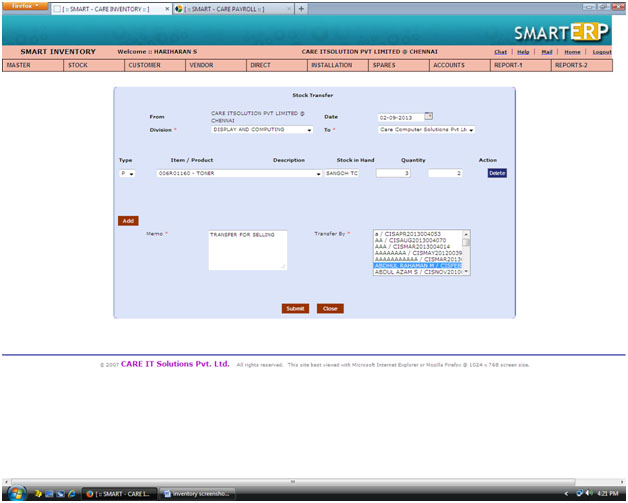 Firefox
[ :: SMART - CARE INVENTORY :: ]
[ :: SMART - CARE PAYROLL :: ]
SMART ERP
SMART INVENTORY Welcome :: HARIHARAN S CARE ITSOLUTION PVT LIMITED @ CHENNAI Chat | Help | Mail | Home | Logout
MASTER STOCK CUSTOMER VENDOR DIRECT INSTALLATION SPARES ACCOUNTS REPORT-1 REPORTS-2
Stock Transfer
From CARE ITSOLUTION PVT LIMITED @ CHENNAI Date 02-09-2013
Division * DISPLAY AND COMPUTING To * Care Computer Solutions Pvt Lt
Type Item / Product Description Stock in Hand Quantity Action
P 006R01160 - TONER SANGOH TC 3 2 Delete
Add
Memo * TRANSFER FOR SELLING Transfer By *
a / CISAPR2013004053
AA / CISAUG2013004070
AAA / CISMAR2013004014
AAAAAAAA / CISMAY20120039
AAAAAAAAAAA / CISMAR2013
ABDUL AZAM S / CISNOV2010
Submit Close
© 2007 CARE IT Solutions Pvt. Ltd. All rights reserved. This site best viewed with Microsoft Internet Explorer or Mozilla Firefox @ 1024 x 768 screen size.
[ :: SMART - CARE I... inventory screensho... 4:21 PM